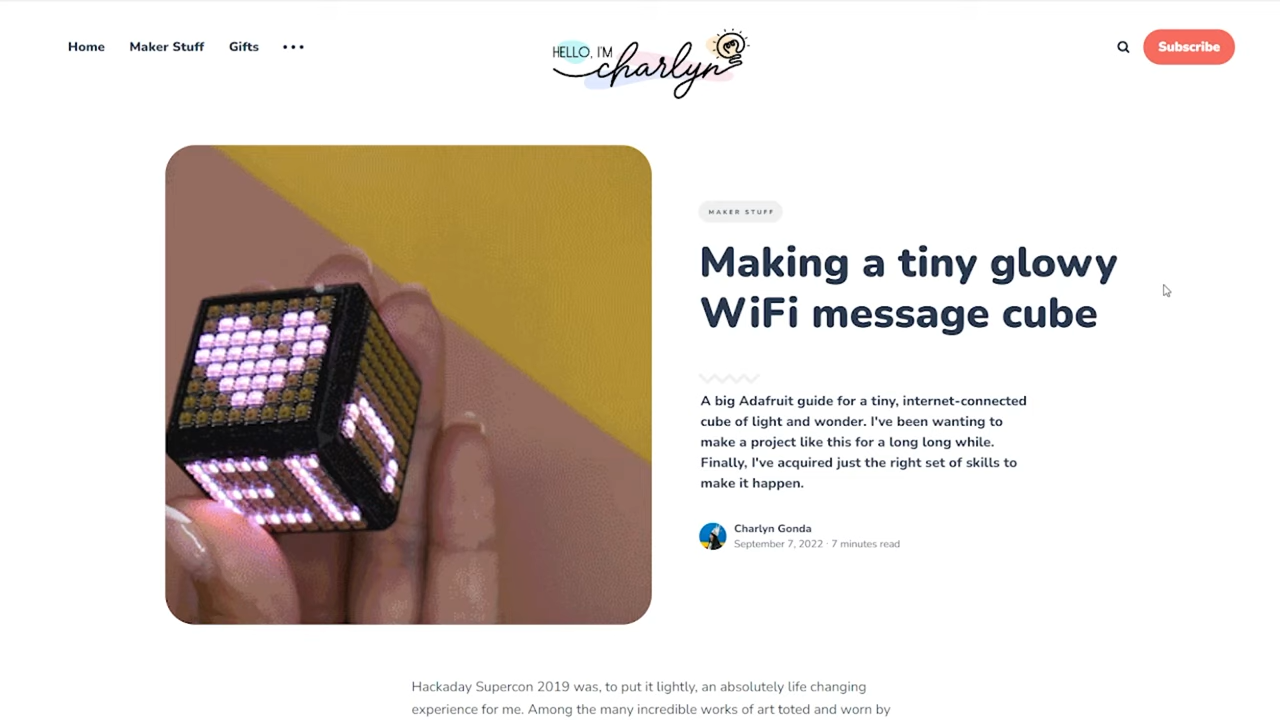 Home Maker Stuff Gifts
HELLO, I'M
charlyn
Subscribe
MAKER STUFF
Making a tiny glowy
WiFi message cube
A big Adafruit guide for a tiny, internet-connected
cube of light and wonder. I've been wanting to
make a project like this for a long long while.
Finally, I've acquired just the right set of skills to
make it happen.
Charlyn Gonda
September 7, 2022 · 7 minutes read
Hackaday Supercon 2019 was, to put it lightly, an absolutely life changing
experience for me. Among the many incredible works of art toted and worn by